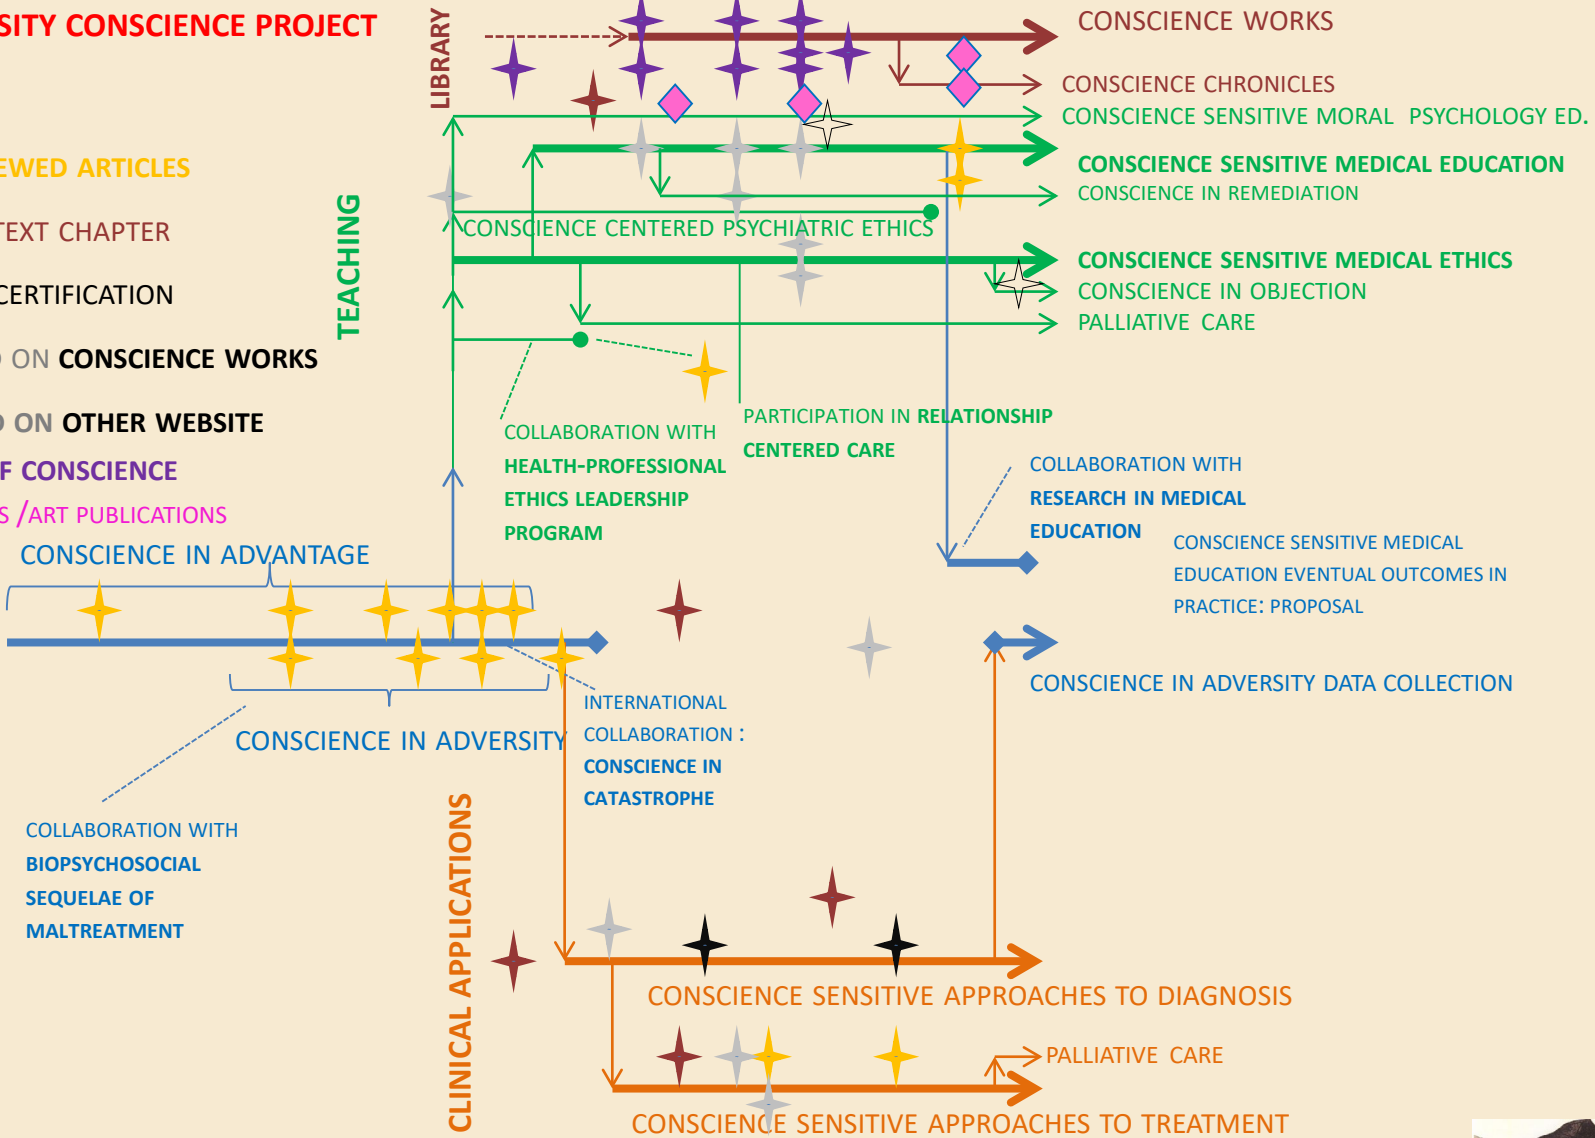 SITY CONSCIENCE PROJECT
LIBRARY
CONSCIENCE WORKS
CONSCIENCE CHRONICLES
CONSCIENCE SENSITIVE MORAL PSYCHOLOGY ED.
EWED ARTICLES
CONSCIENCE SENSITIVE MEDICAL EDUCATION
CONSCIENCE IN REMEDIATION
TEXT CHAPTER
TEACHING
CONSCIENCE CENTERED PSYCHIATRIC ETHICS
CONSCIENCE SENSITIVE MEDICAL ETHICS
CERTIFICATION
CONSCIENCE IN OBJECTION
PALLIATIVE CARE
ON CONSCIENCE WORKS
D ON OTHER WEBSITE
F CONSCIENCE
S /ART PUBLICATIONS
COLLABORATION WITH
HEALTH-PROFESSIONAL
ETHICS LEADERSHIP
PROGRAM
PARTICIPATION IN RELATIONSHIP
CENTERED CARE
COLLABORATION WITH
RESEARCH IN MEDICAL
EDUCATION
CONSCIENCE SENSITIVE MEDICAL
EDUCATION EVENTUAL OUTCOMES IN
PRACTICE: PROPOSAL
CONSCIENCE IN ADVANTAGE
CONSCIENCE IN ADVERSITY DATA COLLECTION
CONSCIENCE IN ADVERSITY
INTERNATIONAL
COLLABORATION :
CONSCIENCE IN
CATASTROPHE
COLLABORATION WITH
BIOPSYCHOSOCIAL
SEQUELAE OF
MALTREATMENT
CLINICAL APPLICATIONS
CONSCIENCE SENSITIVE APPROACHES TO DIAGNOSIS
PALLIATIVE CARE
CONSCIENCE SENSITIVE APPROACHES TO TREATMENT